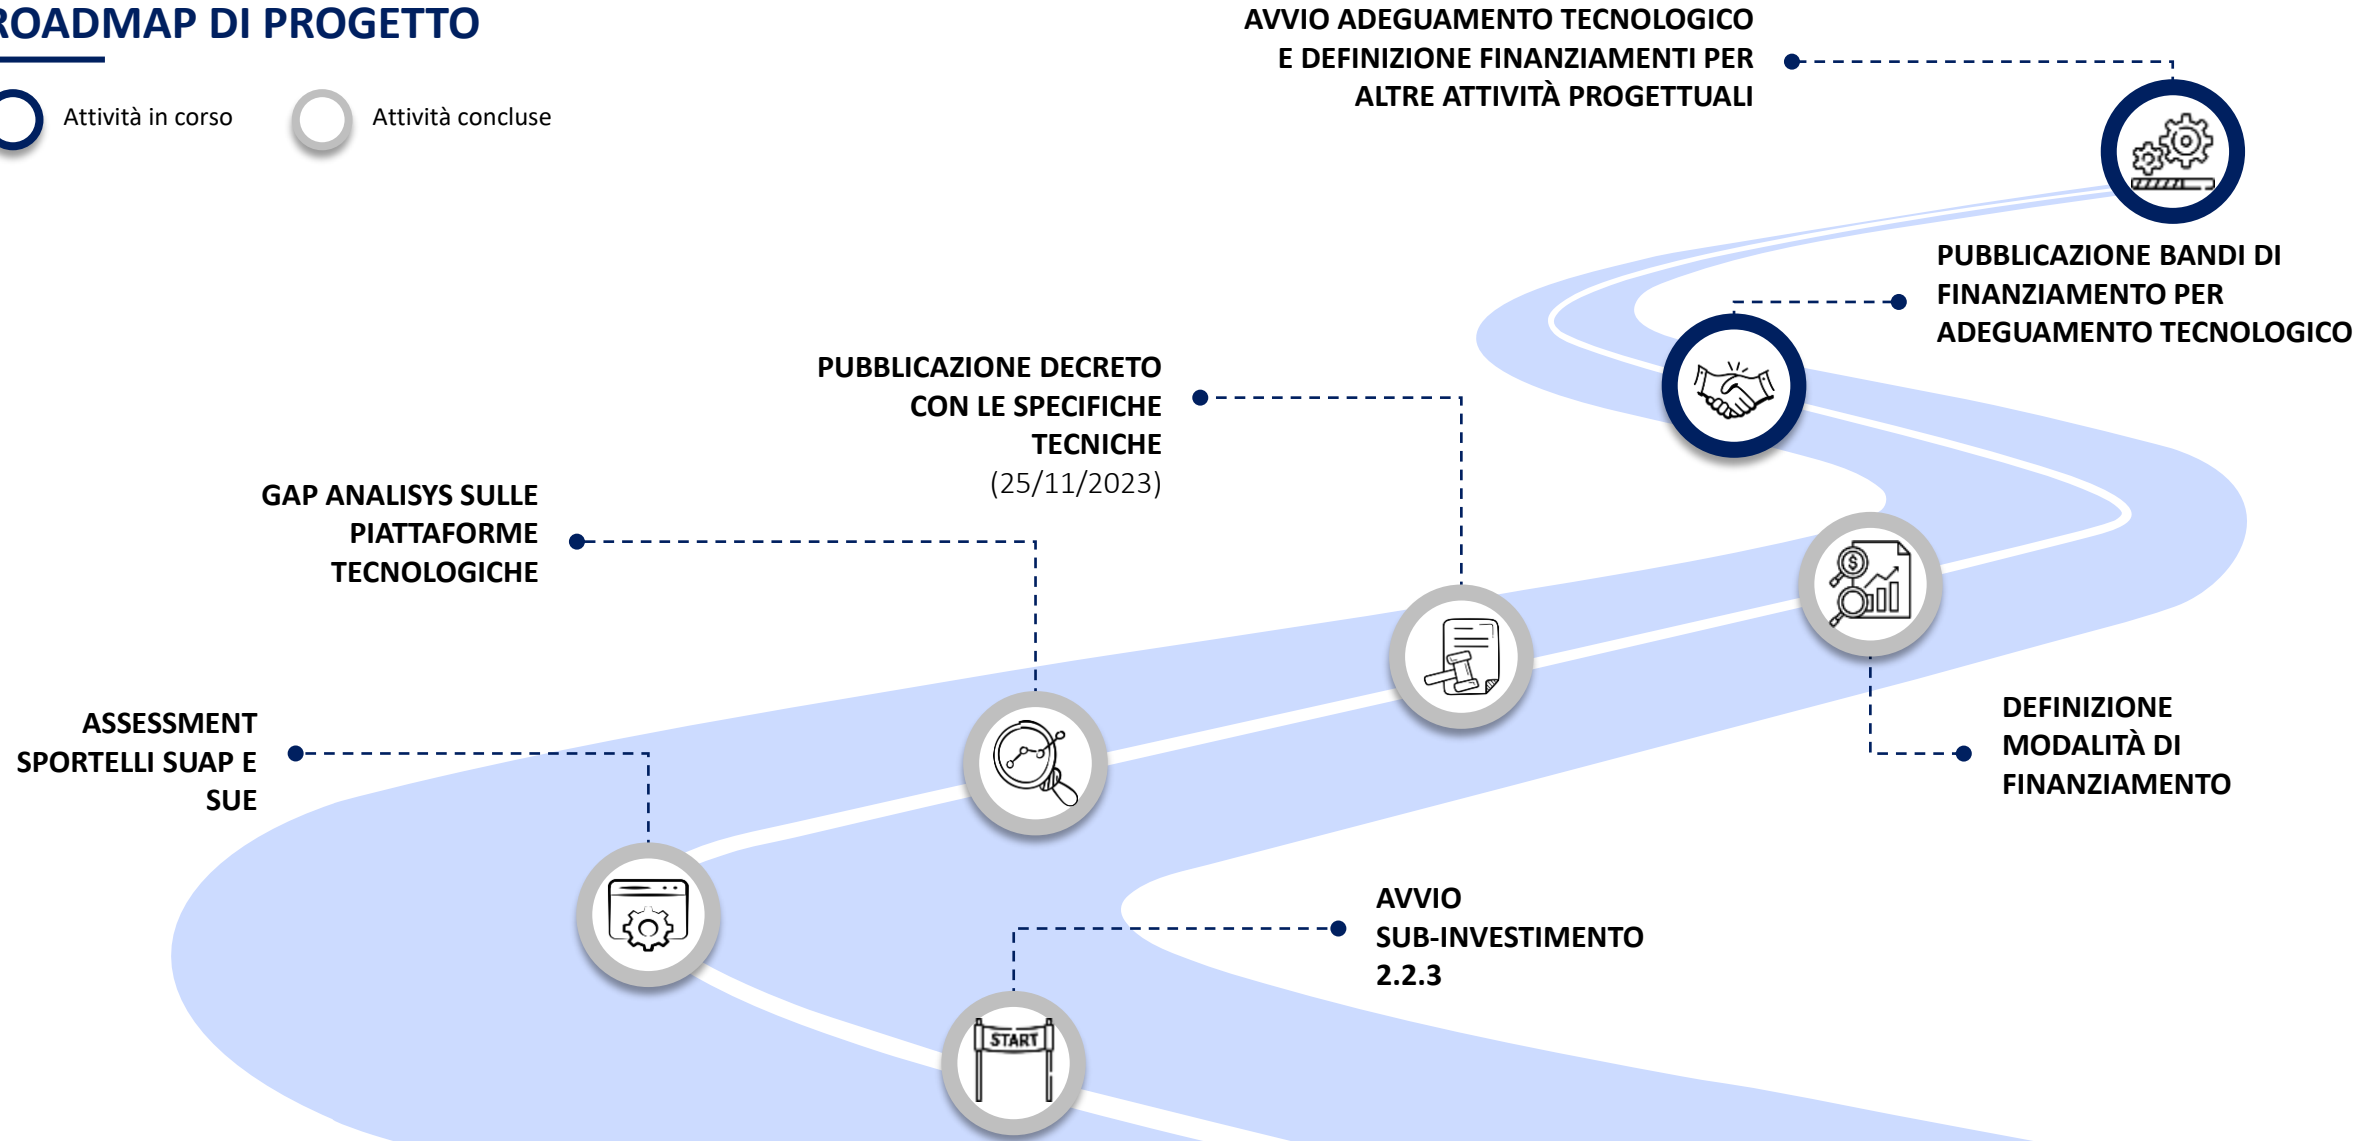 ROADMAP DI PROGETTO
Attività in corso
Attività concluse
AVVIO ADEGUAMENTO TECNOLOGICO
E DEFINIZIONE FINANZIAMENTI PER
ALTRE ATTIVITÀ PROGETTUALI
PUBBLICAZIONE BANDI DI
FINANZIAMENTO PER
ADEGUAMENTO TECNOLOGICO
PUBBLICAZIONE DECRETO
CON LE SPECIFICHE
TECNICHE
(25/11/2023)
GAP ANALISYS SULLE
PIATTAFORME
TECNOLOGICHE
DEFINIZIONE
MODALITÀ DI
FINANZIAMENTO
ASSESSMENT
SPORTELLI SUAP E
SUE
AVVIO
SUB-INVESTIMENTO
2.2.3
START
$